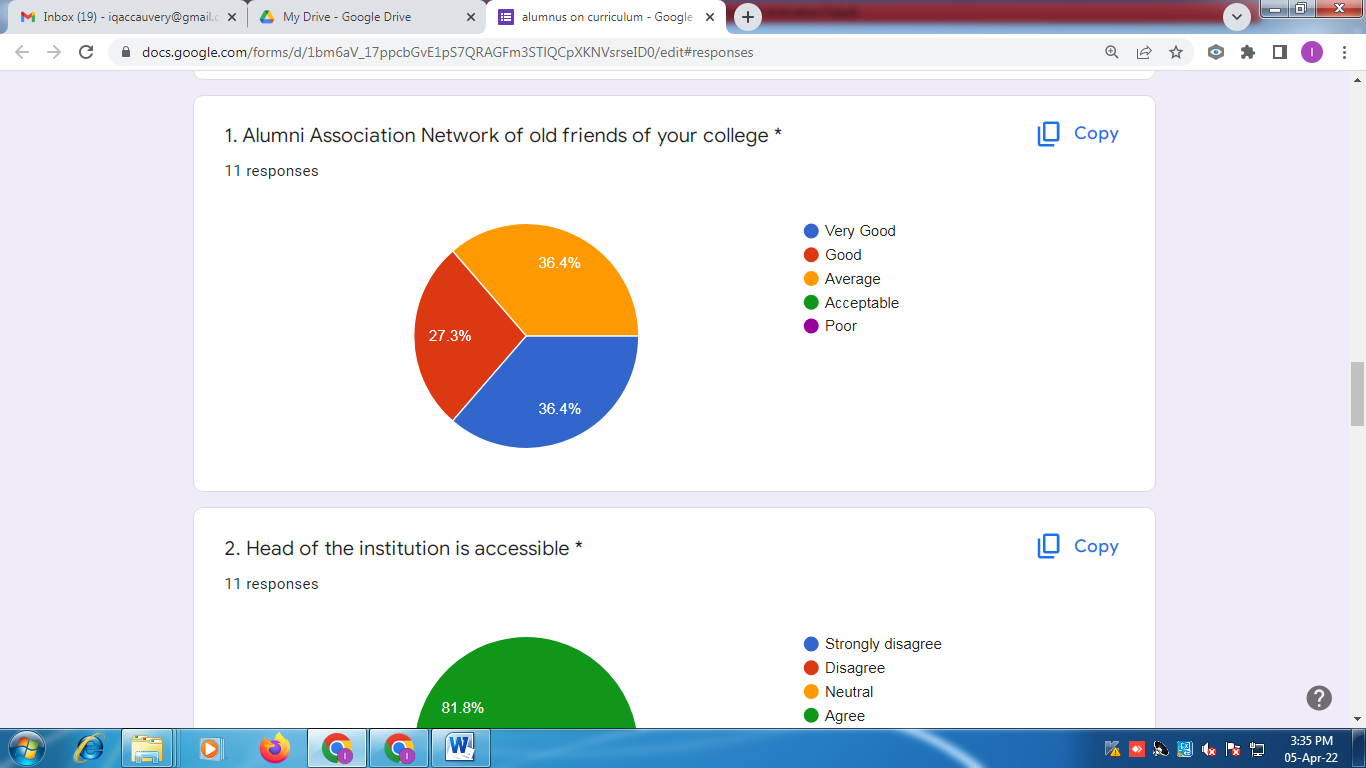 Inbox (19) - iqaccauvery@gmail.c
My Drive - Google Drive
alumnus on curriculum - Google
docs.google.com/forms/d/1bm6aV_17ppcbGvE1pS7QRAGFm3STlQCpXKNVsrseID0/edit#responses
I
1. Alumni Association Network of old friends of your college *
Copy
11 responses
36.4%
27.3%
36.4%
Very Good
Good
Average
Acceptable
Poor
2. Head of the institution is accessible *
Copy
11 responses
81.8%
Strongly disagree
Disagree
Neutral
Agree
3:35 PM
05-Apr-22